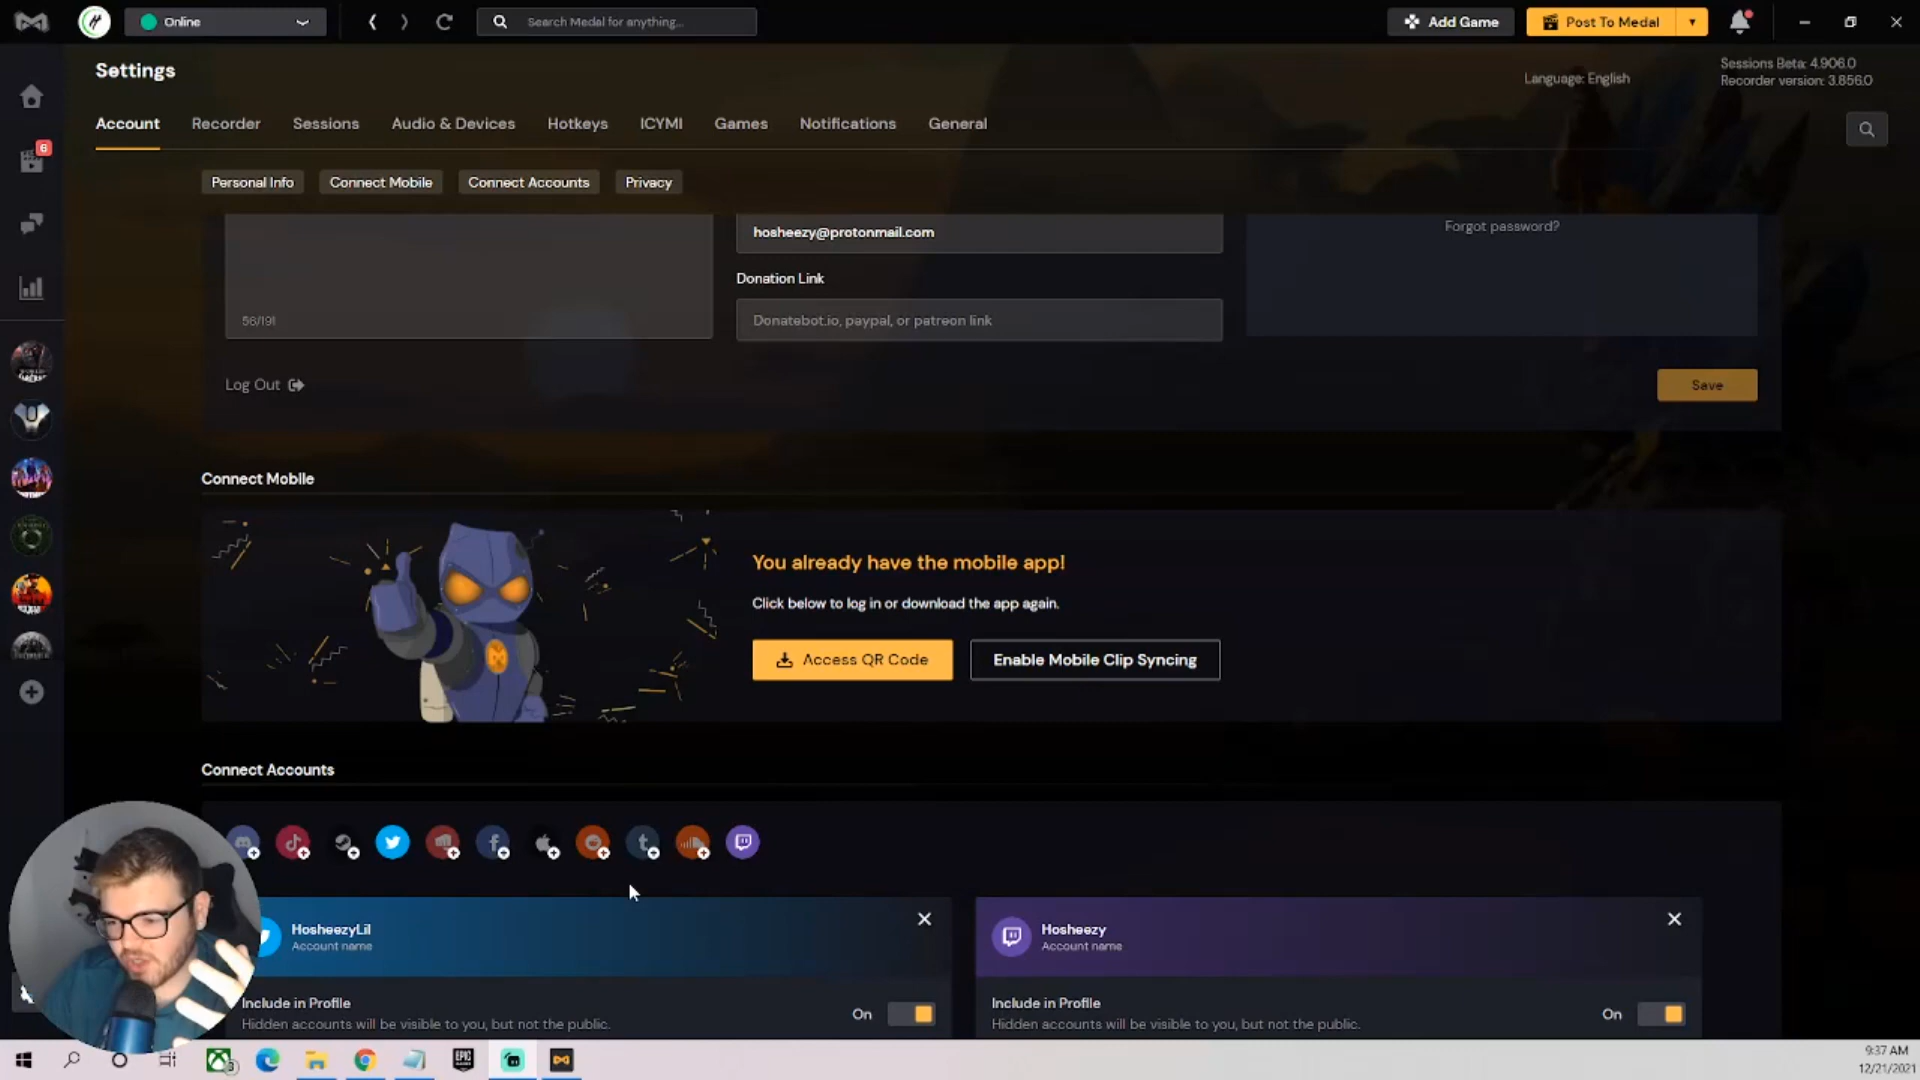 Online
Search Medal for anything...
Add Game
Post To Medal
Settings
Language: English
Sessions Beta: 4.906.0
Recorder version: 3.856.0
Account
Recorder
Sessions
Audio & Devices
Hotkeys
ICYMI
Games
Notifications
General
6
Personal Info
Connect Mobile
Connect Accounts
Privacy
hosheezy@protonmail.com
Forgot password?
Donation Link
56/191
Donatebot.io, paypal, or patreon link
Log Out
Save
Connect Mobile
You already have the mobile app!
Click below to log in or download the app again.
Access QR Code
Enable Mobile Clip Syncing
Connect Accounts
HosheezyLil
Account name
Hosheezy
Account name
Include in Profile
On
Hidden accounts will be visible to you, but not the public.
Include in Profile
On
Hidden accounts will be visible to you, but not the public.
EPIC
9:37 AM
12/21/2021